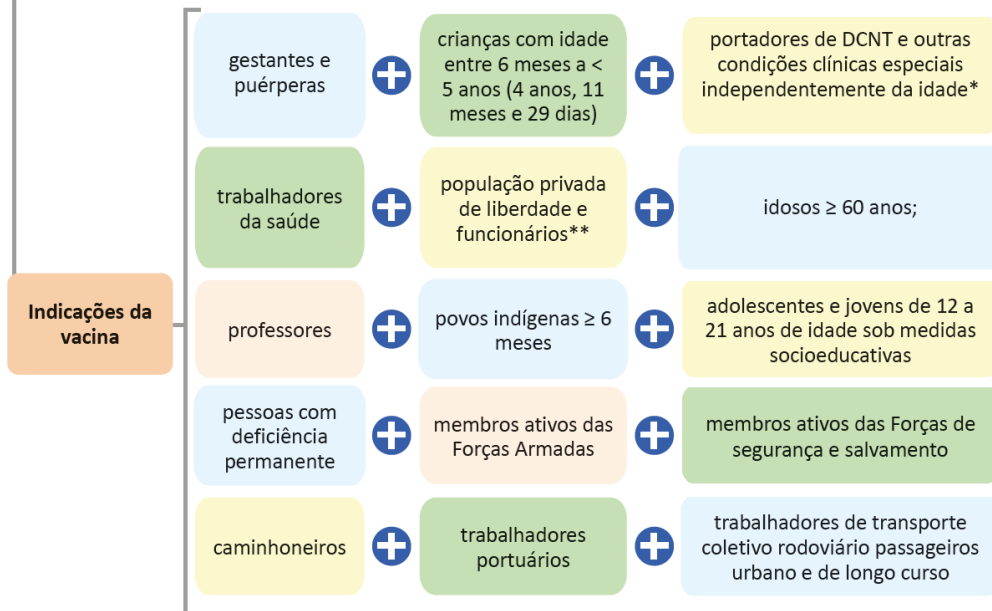 Indicações da
vacina
gestantes e
puérperas
crianças com idade
entre 6 meses a <
5 anos (4 anos, 11
meses e 29 dias)
portadores de DCNT e outras
condições clínicas especiais
independentemente da idade*
trabalhadores
da saúde
população privada
de liberdade e
funcionários**
idosos ≥ 60 anos;
professores
povos indígenas ≥ 6
meses
adolescentes e jovens de 12 a
21 anos de idade sob medidas
socioeducativas
pessoas com
deficiência
permanente
membros ativos das
Forças Armadas
membros ativos das Forças de
segurança e salvamento
caminhoneiros
trabalhadores
portuários
trabalhadores de transporte
coletivo rodoviário passageiros
urbano e de longo curso